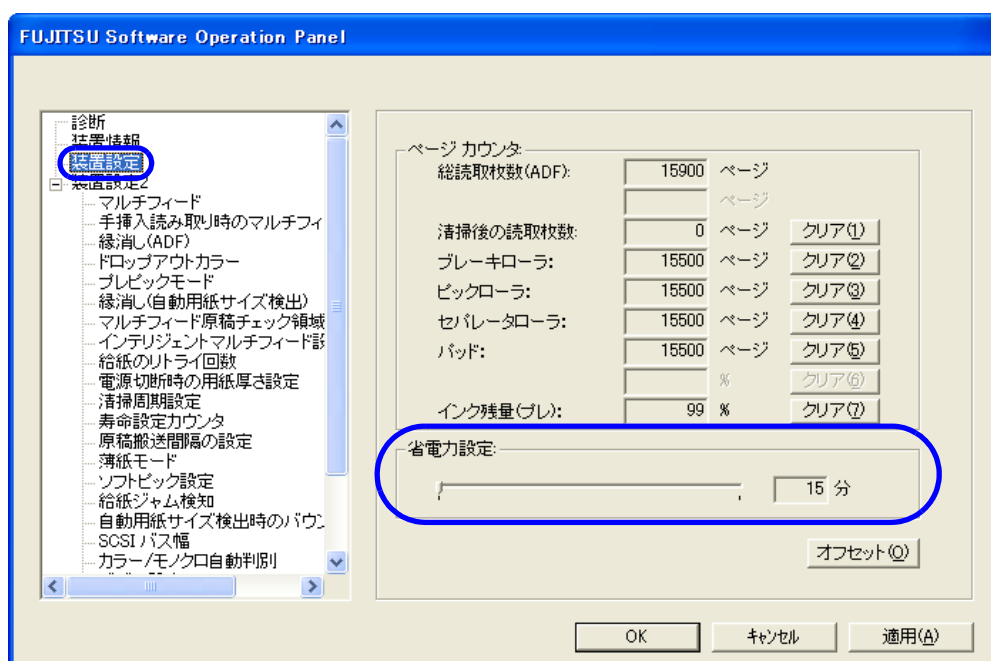 FUJITSU Software Operation Panel
診断
装置情報
装置設定
装置設定2
マルチフィード
手挿入読み取り時のマルチフィ
縁消し(ADF)
ドロップアウトカラー
プレピックモード
縁消し(自動用紙サイズ検出)
マルチフィード原稿チェック領域
インテリジェントマルチフィード設
給紙のリトライ回数
電源切断時の用紙厚さ設定
清掃周期設定
寿命設定カウンタ
原稿搬送間隔の設定
薄紙モード
ソフトピック設定
給紙ジャム検知
自動用紙サイズ検出時のバウン
SCSI バス幅
カラー/モノクロ自動判別
ページ カウンタ:
総読取枚数(ADF): 15900 ページ
ページ
清掃後の読取枚数: 0 ページ クリア(1)
ブレーキローラ: 15500 ページ クリア(2)
ピックローラ: 15500 ページ クリア(3)
セパレータローラ: 15500 ページ クリア(4)
パッド: 15500 ページ クリア(5)
% クリア(6)
インク残量(プレ): 99 % クリア(7)
省電力設定:
15 分
オフセット(O)
OK キャンセル 適用(A)